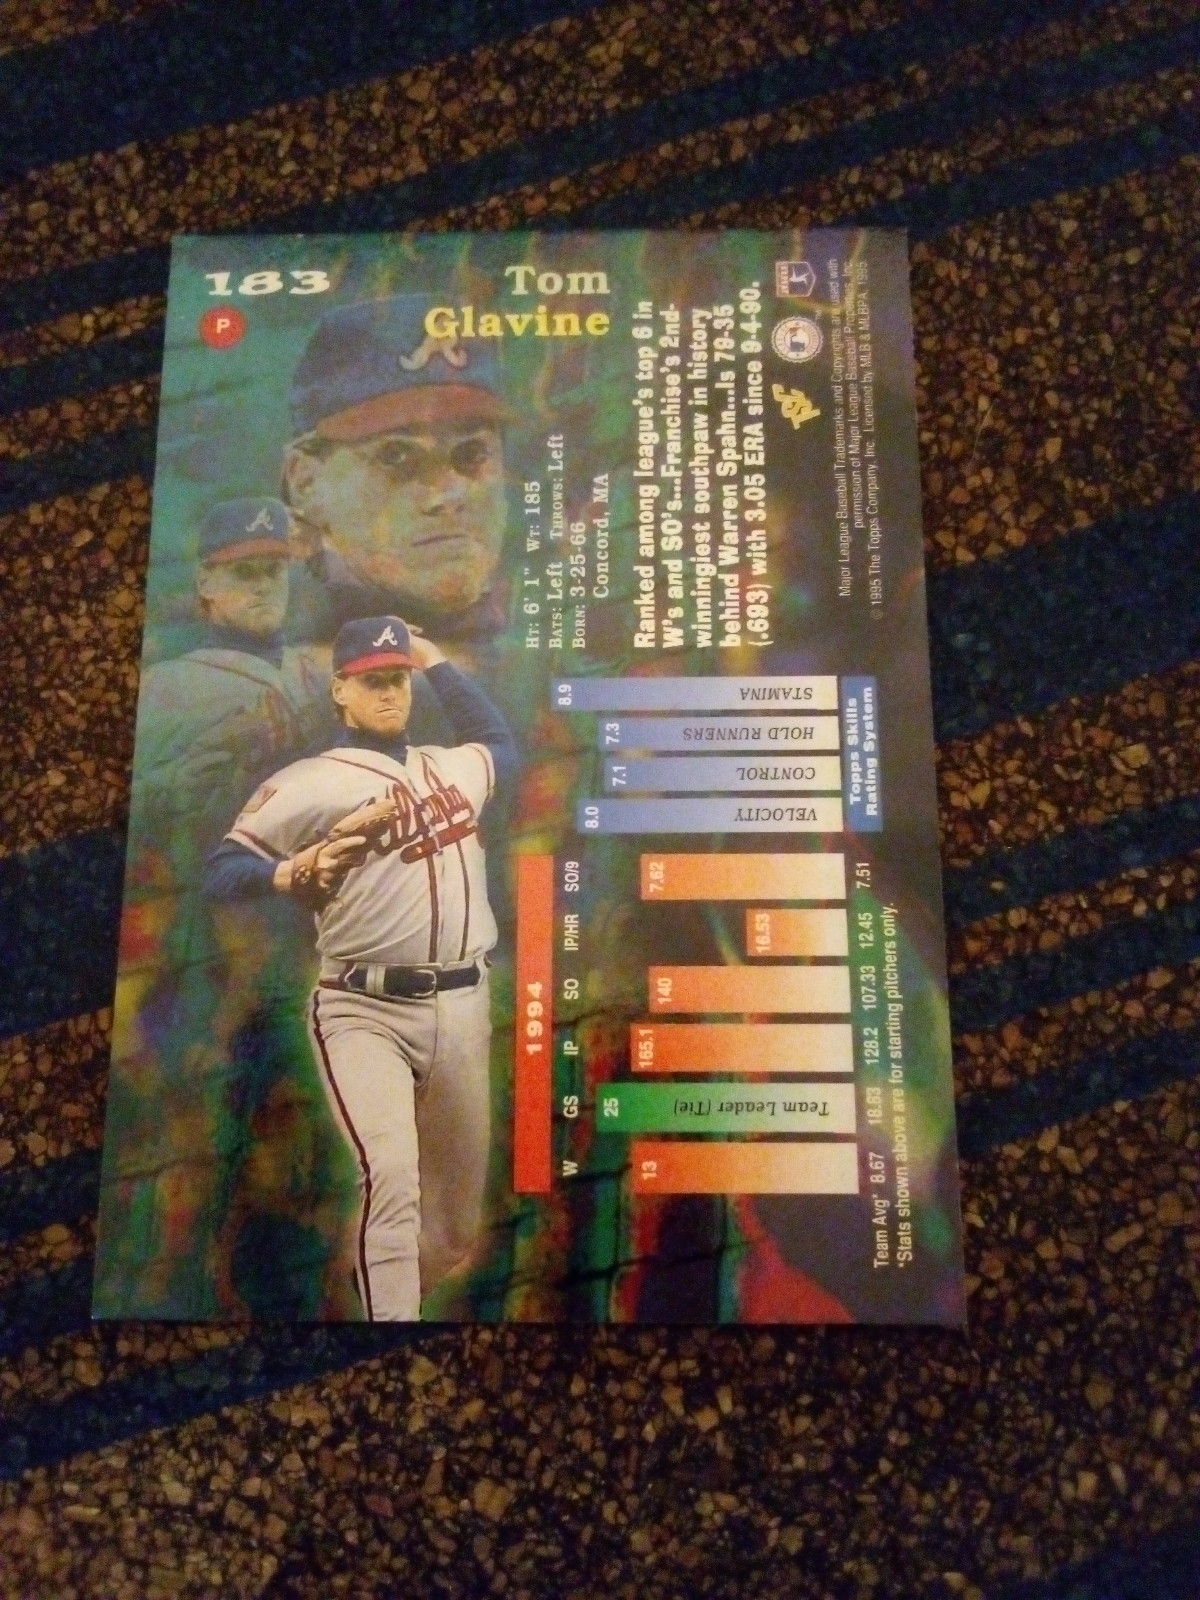 183
P
Tom
Glavine
HT: 6' 1" WT: 185
BATS: Left THROWS: Left
BORN: 3-25-66
Concord, MA
Ranked among league's top 6 in
W's and SO's...Franchise's 2nd-
winningiest southpaw in history
behind Warren Spahn...Is 79-35
(.693) with 3.05 ERA since 9-4-90.
TSC
Major League Baseball Trademarks and Copyrights are used with
permission of Major League Baseball Properties, Inc.
© 1995 The Topps Company, Inc. Licensed by MLB & MLBPA, 1995
8.9 STAMINA
7.3 HOLD RUNNERS
7.1 CONTROL
8.0 VELOCITY
Topps Skills
Rating System
1994
W GS IP SO IP/HR SO/9
13 25 165.1 140 16.53 7.62
Team Leader (Tie)
Team Avg* 8.67 18.83 128.2 107.33 12.45 7.51
*Stats shown above are for starting pitchers only.